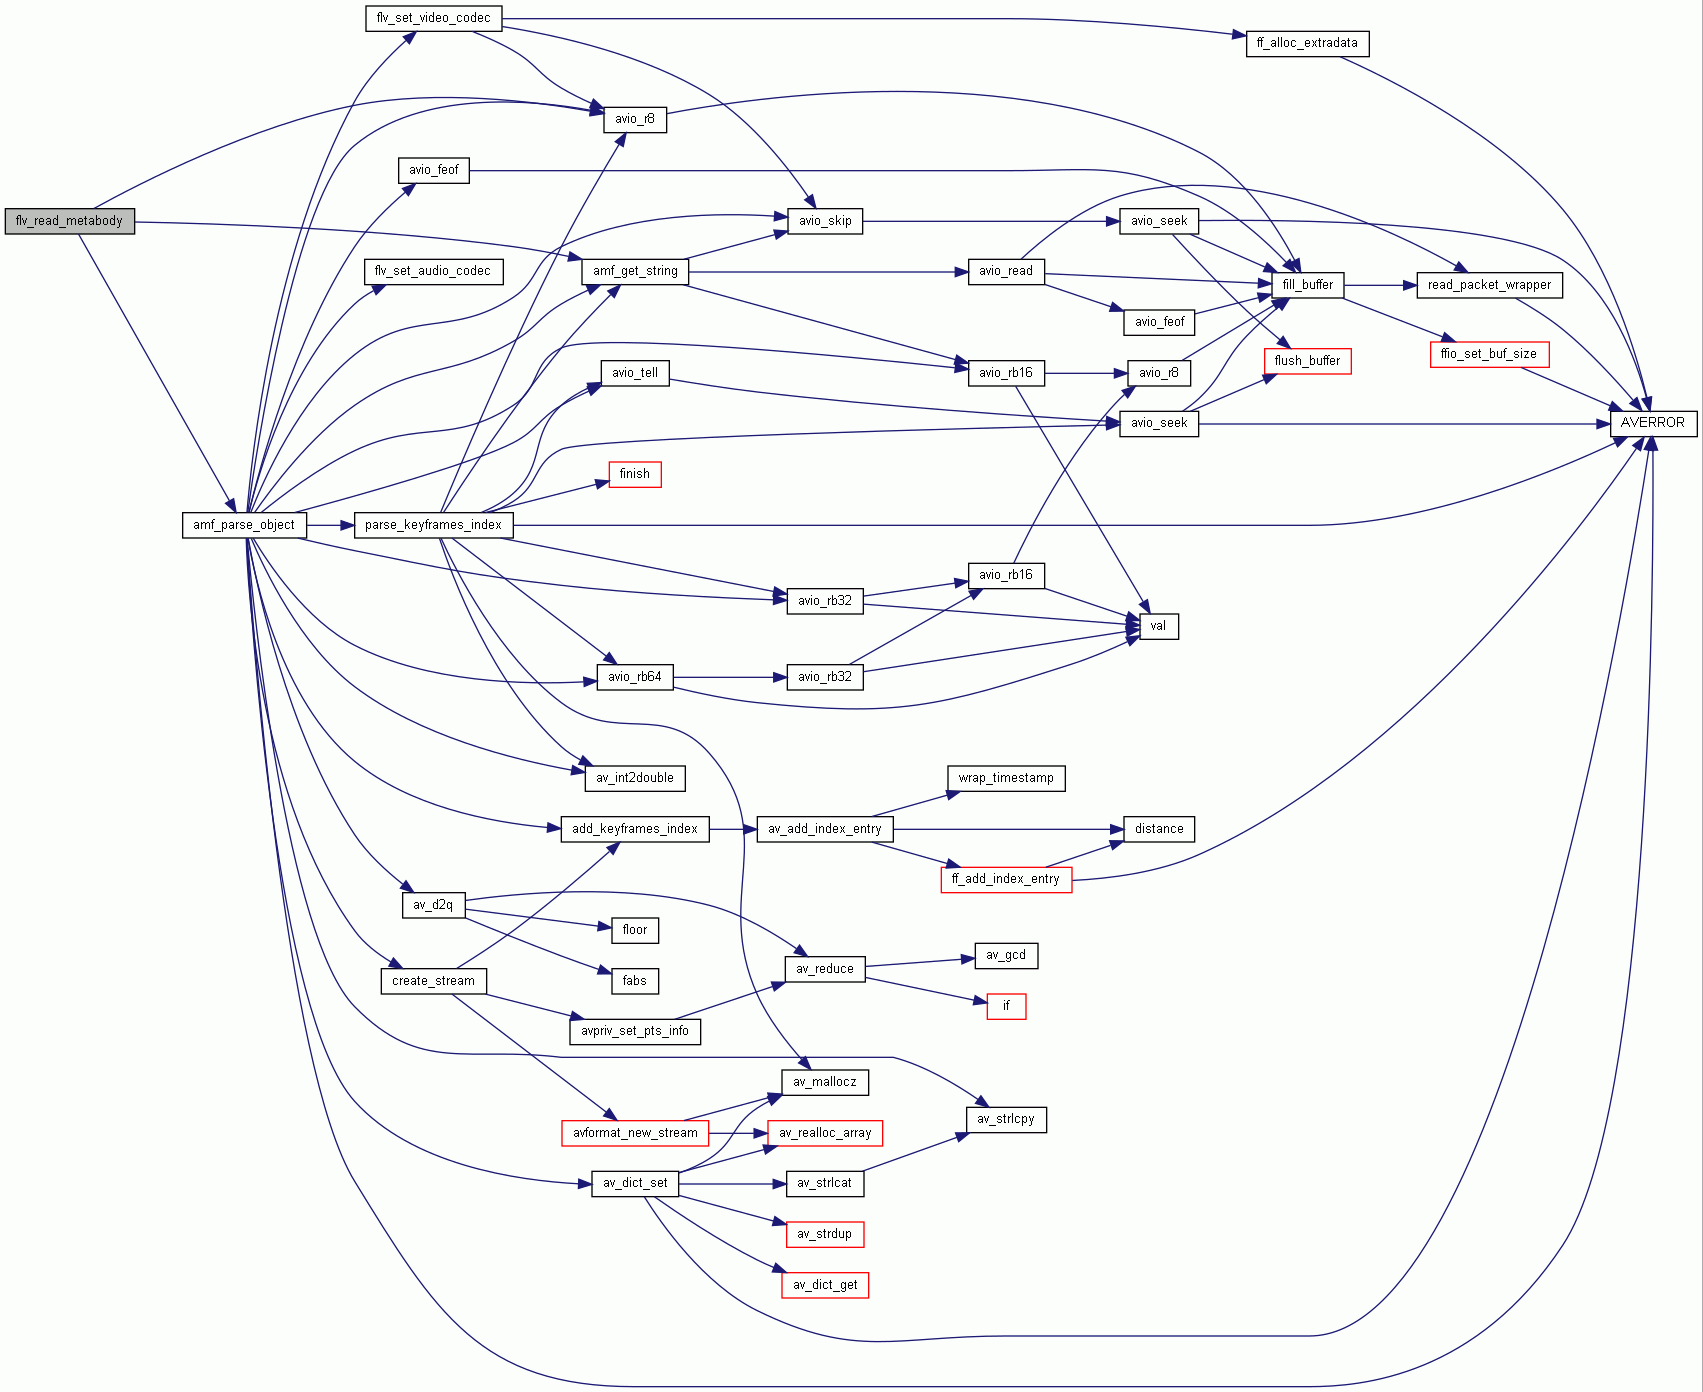 flv_set_video_codec
ff_alloc_extradata
avio_r8
avio_feof
flv_read_metabody
avio_skip
avio_seek
flv_set_audio_codec
amf_get_string
avio_read
fill_buffer
read_packet_wrapper
avio_feof
ffio_set_buf_size
flush_buffer
avio_tell
avio_rb16
avio_r8
avio_seek
AVERROR
finish
amf_parse_object
parse_keyframes_index
avio_rb16
avio_rb32
val
avio_rb64
avio_rb32
av_int2double
wrap_timestamp
add_keyframes_index
av_add_index_entry
distance
ff_add_index_entry
av_d2q
floor
av_gcd
av_reduce
create_stream
fabs
if
avpriv_set_pts_info
av_mallocz
av_strlcpy
avformat_new_stream
av_realloc_array
av_dict_set
av_strlcat
av_strdup
av_dict_get